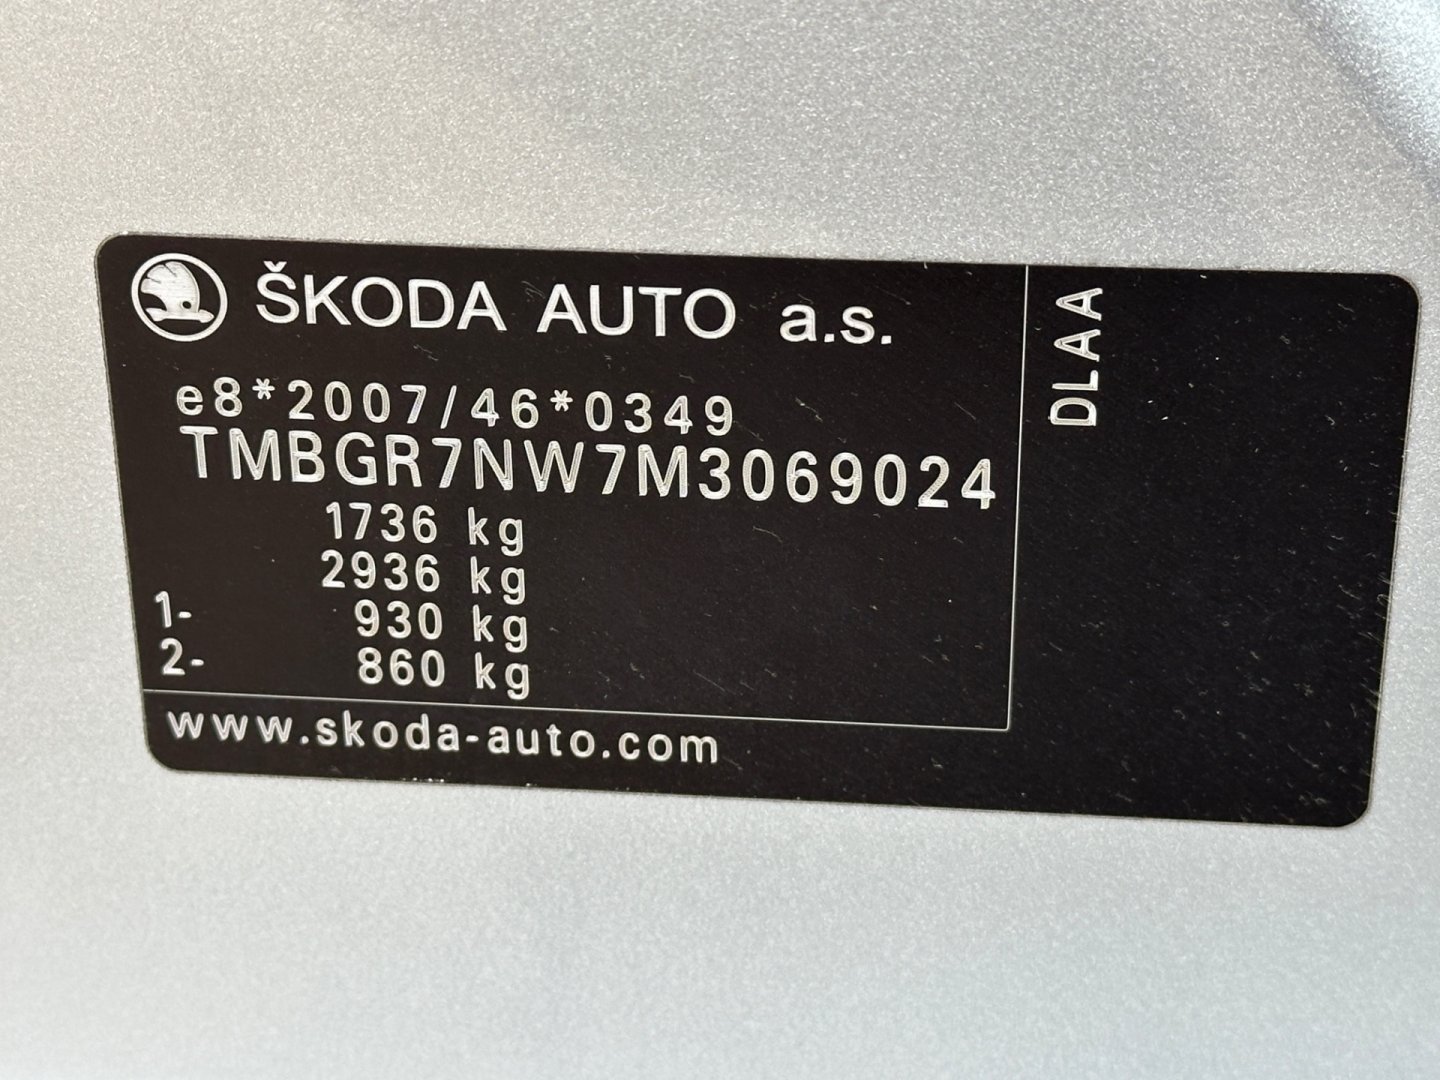 ŠKODA AUTO a.s.
e8*2007/46*0349
TMBGR7NW7M3069024
1736 kg
2936 kg
1- 930 kg
2- 860 kg
www.skoda-auto.com
DLAA